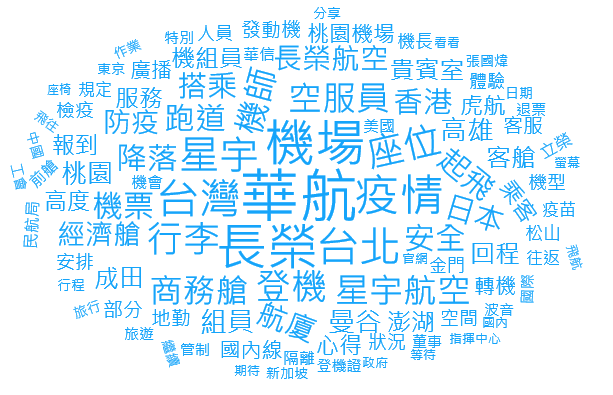 分享
特別 人員 發動機 桃園機場
作業 機組員 華信 長榮航空 機長 看看
東京 廣播 搭乘 機師 貴賓室 張國煒
座椅 規定 服務 空服員 香港 體驗 日期
檢疫 防疫 跑道 虎航 退票
飛往 美國 高雄 客服
中國 報到 降落 星宇 機場 座位 立榮
工會 前艙 桃園 機會 起飛 客艙 螢幕
高度 機票 台灣 華航 疫情 乘客 機型
民航局 日本 疫苗
經濟艙 行李 長榮 台北 安全 松山
安排 官網 金門 回程 往返 飛航
行程 成田 商務艙 登機 星宇航空 轉機
旅行 部分 地勤 組員 航廈 曼谷 澎湖 空間 波音
國內
旅遊 心得 狀況 董事 指揮中心
管制 國內線 隔離 等待
期待 新加坡 登機證 政府